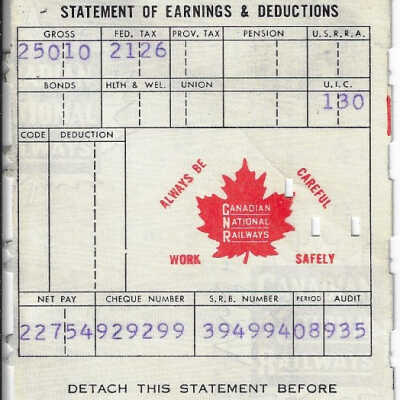 STATEMENT OF EARNINGS & DEDUCTIONS
GROSS FED. TAX PROV. TAX PENSION U.S.R.R.A.
25010 2126
BONDS HLTH & WEL. UNION U.I.C.
130
CODE DEDUCTION
ALWAYS BE CAREFUL
CANADIAN
NATIONAL
RAILWAYS
WORK SAFELY
NET PAY CHEQUE NUMBER S.R.B. NUMBER PERIOD AUDIT
22754 929299 394994 08 935
DETACH THIS STATEMENT BEFORE